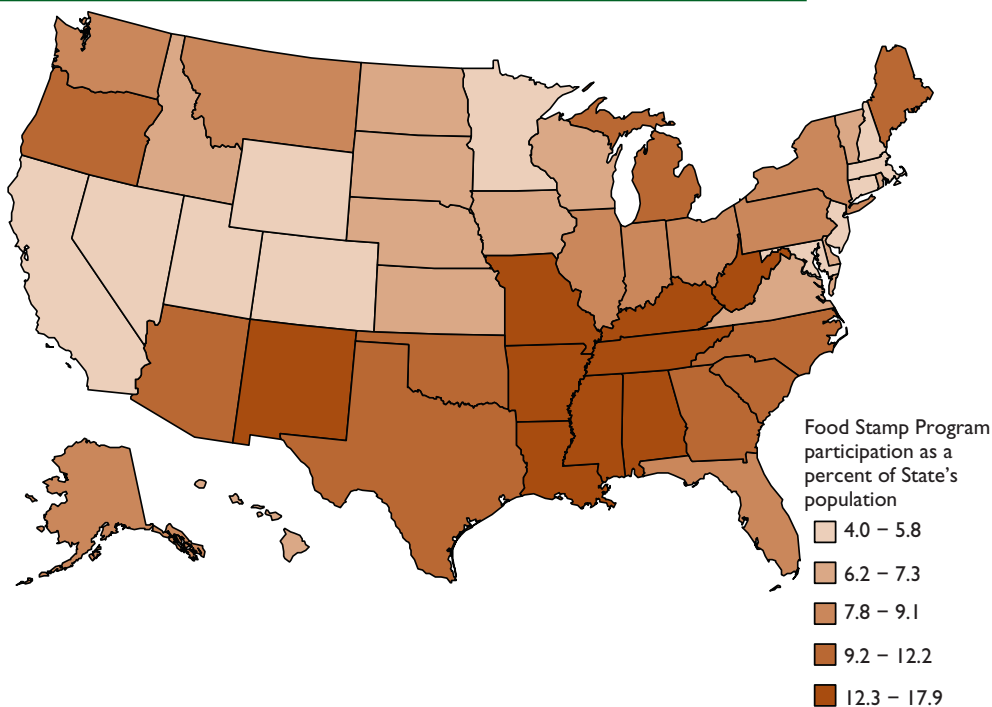 Food Stamp Program
participation as a
percent of State's
population
4.0 – 5.8
6.2 – 7.3
7.8 – 9.1
9.2 – 12.2
12.3 – 17.9